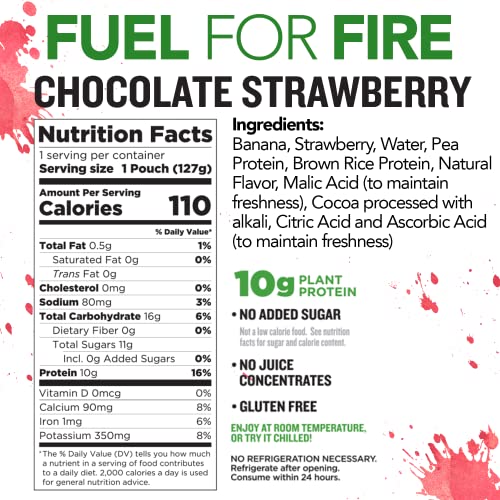 FUEL FOR FIRE
CHOCOLATE STRAWBERRY
Nutrition Facts
1 serving per container
Serving size 1 Pouch (127g)
Amount Per Serving
Calories 110
% Daily Value*
Total Fat 0.5g 1%
Saturated Fat 0g 0%
Trans Fat 0g
Cholesterol 0mg 0%
Sodium 80mg 3%
Total Carbohydrate 16g 6%
Dietary Fiber 0g 0%
Total Sugars 11g
Incl. 0g Added Sugars 0%
Protein 10g 16%
Vitamin D 0mcg 0%
Calcium 90mg 8%
Iron 1mg 6%
Potassium 350mg 8%
*The % Daily Value (DV) tells you how much
a nutrient in a serving of food contributes
to a daily diet. 2,000 calories a day is used for
general nutrition advice.
Ingredients:
Banana, Strawberry, Water, Pea
Protein, Brown Rice Protein, Natural
Flavor, Malic Acid (to maintain
freshness), Cocoa processed with
alkali, Citric Acid and Ascorbic Acid
(to maintain freshness)
10g PLANT
PROTEIN
• NO ADDED SUGAR
Not a low calorie food. See nutrition
facts for sugar and calorie content.
• NO JUICE
CONCENTRATES
• GLUTEN FREE
ENJOY AT ROOM TEMPERATURE,
OR TRY IT CHILLED!
NO REFRIGERATION NECESSARY.
Refrigerate after opening.
Consume within 24 hours.